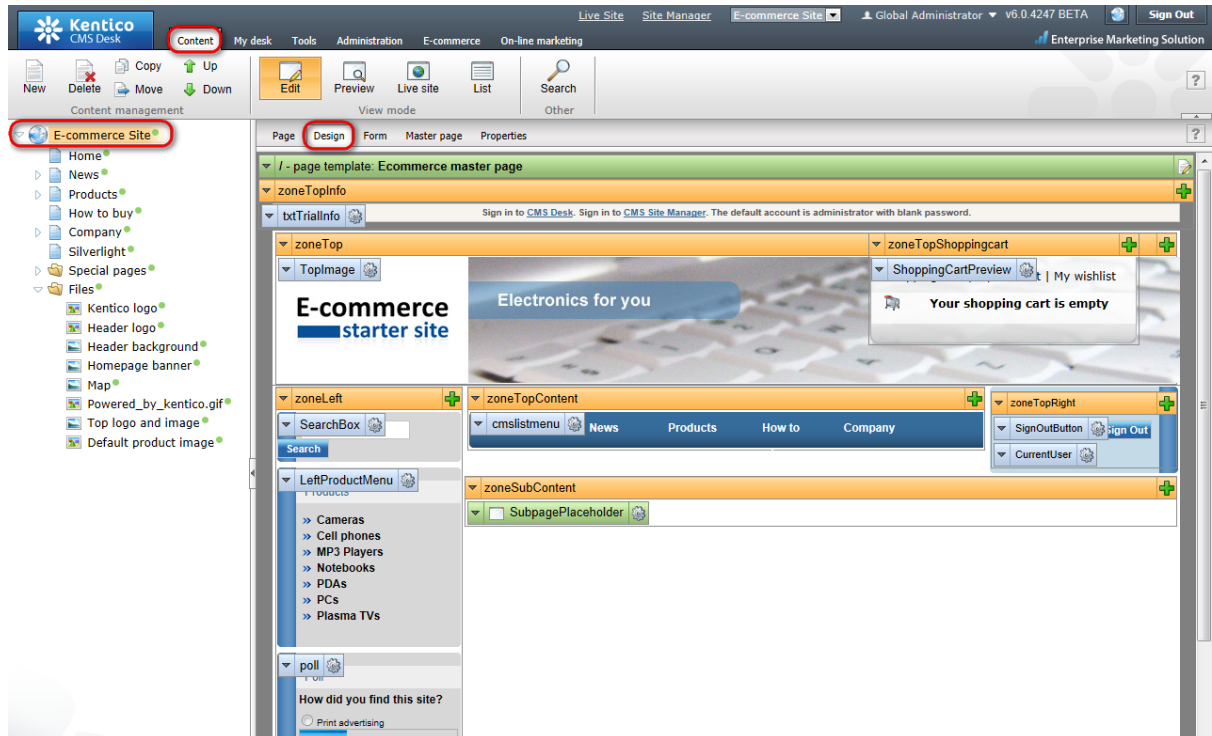 Kentico
CMS Desk
Live Site Site Manager E-commerce Site Global Administrator v6.0.4247 BETA Sign Out
Content My desk Tools Administration E-commerce On-line marketing Enterprise Marketing Solution
New Delete Copy Move Up Down
Content management
Edit Preview Live site List
View mode
Search
Other
?
E-commerce Site
Home
News
Products
How to buy
Company
Silverlight
Special pages
Files
Kentico logo
Header logo
Header background
Homepage banner
Map
Powered_by_kentico.gif
Top logo and image
Default product image
Page Design Form Master page Properties ?
/ - page template: Ecommerce master page
zoneTopInfo
txtTrialInfo Sign in to CMS Desk. Sign in to CMS Site Manager. The default account is administrator with blank password.
zoneTop
zoneTopShoppingcart
TopImage
ShoppingCartPreview t | My wishlist
E-commerce
starter site
Electronics for you
Your shopping cart is empty
zoneLeft
zoneTopContent
zoneTopRight
SearchBox
Search
cmslistmenu News Products How to Company
SignOutButton Sign Out
CurrentUser
LeftProductMenu
Products
» Cameras
» Cell phones
» MP3 Players
» Notebooks
» PDAs
» PCs
» Plasma TVs
zoneSubContent
SubpagePlaceholder
poll
Poll
How did you find this site?
Print advertising